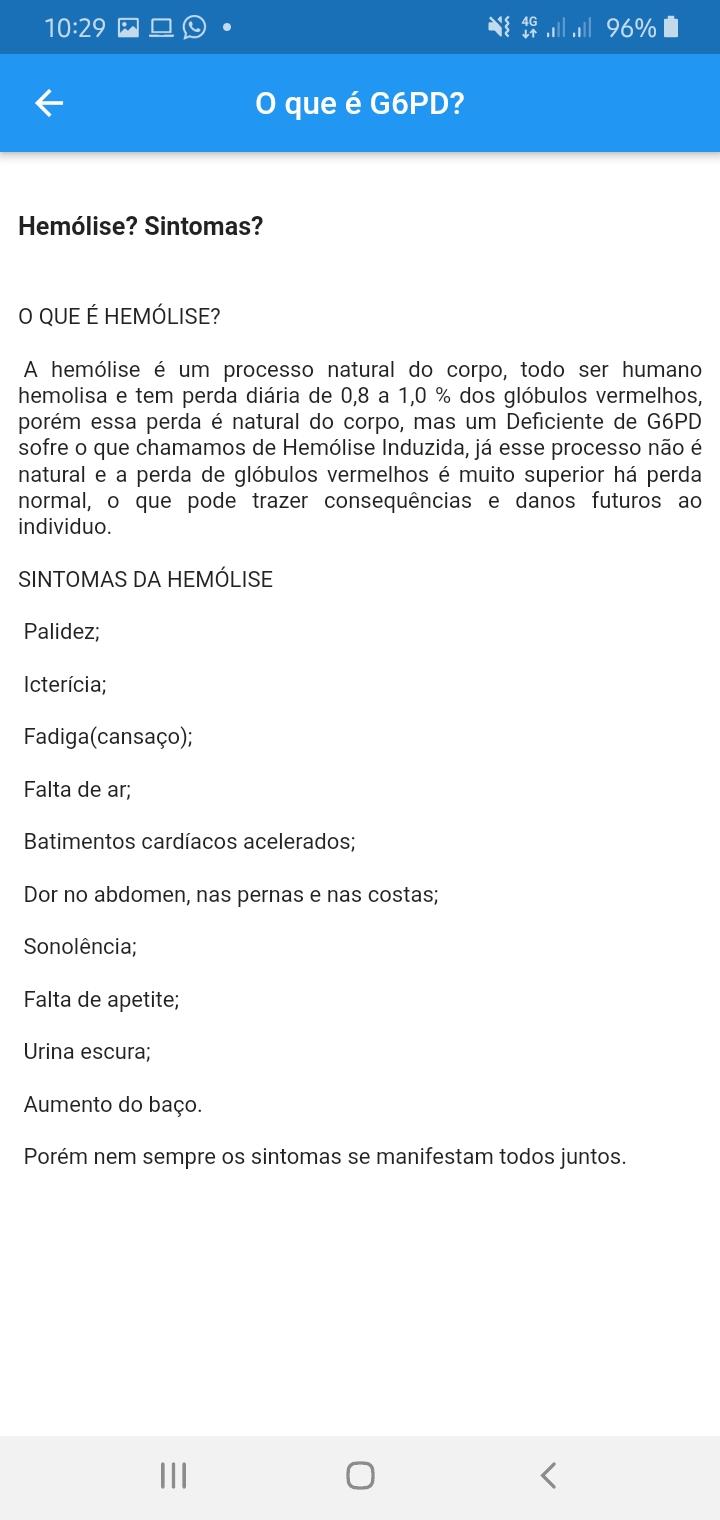 10:29
4G
96%
O que é G6PD?
Hemólise? Sintomas?
O QUE É HEMÓLISE?
A hemólise é um processo natural do corpo, todo ser humano
hemolisa e tem perda diária de 0,8 a 1,0 % dos glóbulos vermelhos,
porém essa perda é natural do corpo, mas um Deficiente de G6PD
sofre o que chamamos de Hemólise Induzida, já esse processo não é
natural e a perda de glóbulos vermelhos é muito superior há perda
normal, o que pode trazer consequências e danos futuros ao
individuo.
SINTOMAS DA HEMÓLISE
Palidez;
Icterícia;
Fadiga(cansaço);
Falta de ar;
Batimentos cardíacos acelerados;
Dor no abdomen, nas pernas e nas costas;
Sonolência;
Falta de apetite;
Urina escura;
Aumento do baço.
Porém nem sempre os sintomas se manifestam todos juntos.